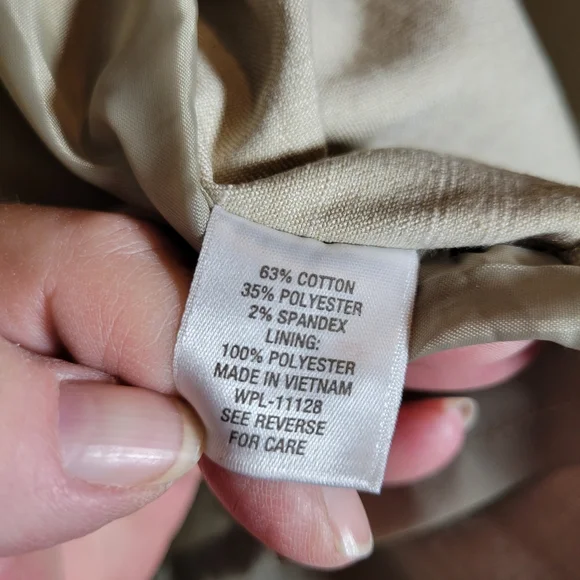 63% COTTON
35% POLYESTER
2% SPANDEX
LINING:
100% POLYESTER
MADE IN VIETNAM
WPL-11128
SEE REVERSE
FOR CARE